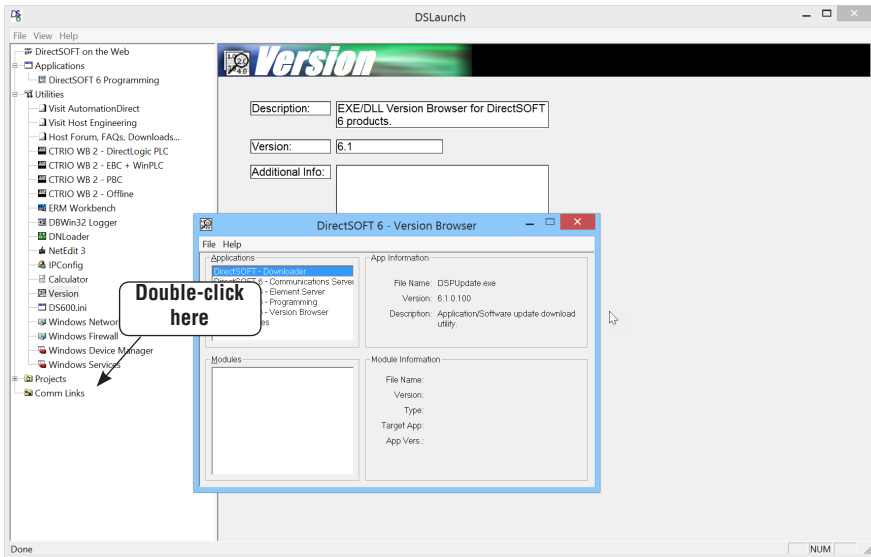 DSLaunch
File View Help
DirectSOFT on the Web
Applications
DirectSOFT 6 Programming
Utilities
Visit AutomationDirect
Visit Host Engineering
Host Forum, FAQs, Downloads...
CTRIO WB 2 - DirectLogic PLC
CTRIO WB 2 - EBC + WinPLC
CTRIO WB 2 - PBC
CTRIO WB 2 - Offline
ERM Workbench
DBWin32 Logger
DNLoader
NetEdit 3
IPConfig
Calculator
Version
DS600.ini
Windows Networ
Windows Firewall
Windows Device Manager
Windows Services
Projects
Comm Links
Version
Description: EXE/DLL Version Browser for DirectSOFT
6 products.
Version: 6.1
Additional Info:
DirectSOFT 6 - Version Browser
File Help
Applications
DirectSOFT - Downloader
DirectSOFT 6 - Communications Server
- Element Server
- Programming
- Version Browser
es
App Information
File Name: DSPUpdate.exe
Version: 6.1.0.100
Description: Application/Software update download
utility.
Modules
Module Information
File Name:
Version:
Type:
Target App:
App Vers.:
Double-click
here
Done
NUM